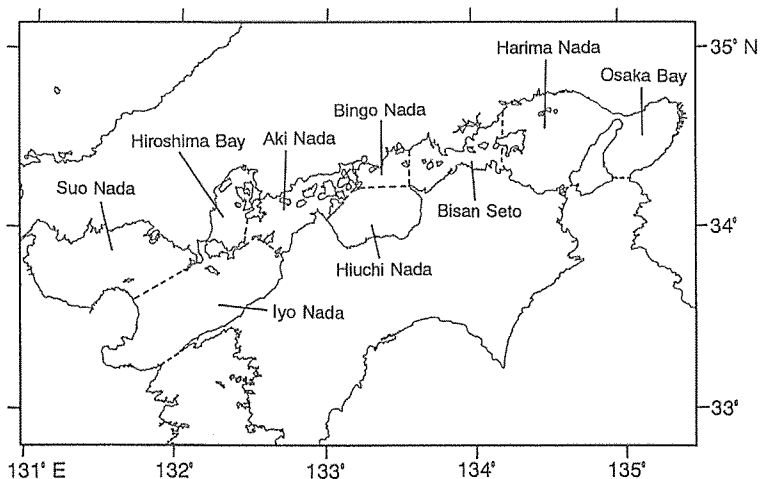 Harima Nada
35° N
Osaka Bay
Bingo Nada
Hiroshima Bay
Aki Nada
Suo Nada
Bisan Seto
34°
Hiuchi Nada
Iyo Nada
33°
131° E
132°
133°
134°
135°